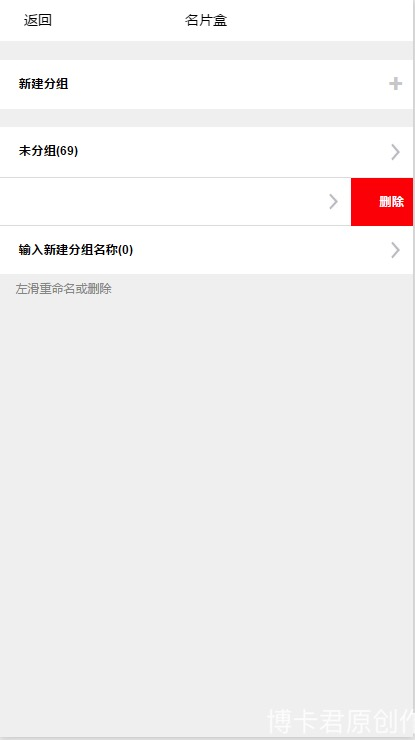 返回 名片盒
新建分组
未分组(69)
删除
输入新建分组名称(0)
左滑重命名或删除
博卡君原创作